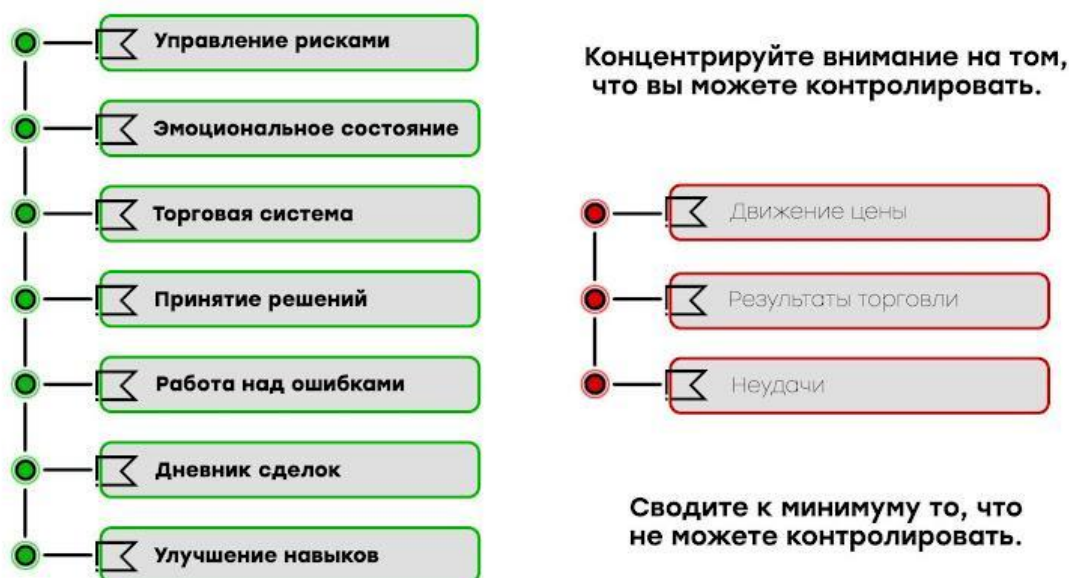 Управление рисками
Эмоциональное состояние
Торговая система
Принятие решений
Работа над ошибками
Дневник сделок
Улучшение навыков
Концентрируйте внимание на том,
что вы можете контролировать.
Движение цены
Результаты торговли
Неудачи
Сводите к минимуму то, что
не можете контролировать.